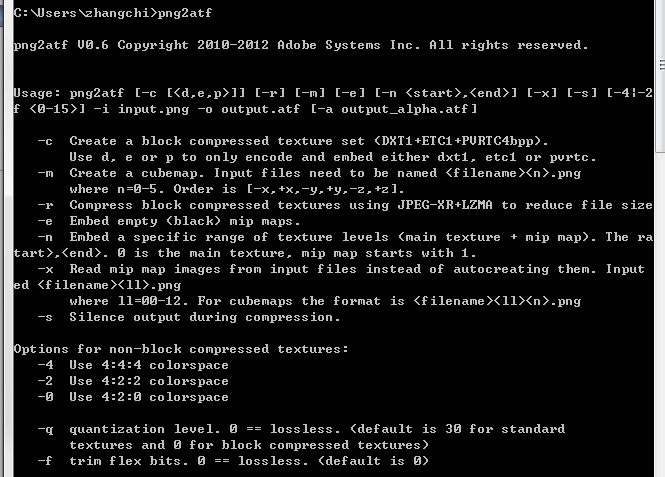 C:\Users\zhangchi>png2atf
png2atf V0.6 Copyright 2010-2012 Adobe Systems Inc. All rights reserved.
Usage: png2atf [-c [<d,e,p>]] [-r] [-m] [-e] [-n <start>,<end>] [-x] [-s] [-4|-2
f <0-15>] -i input.png -o output.atf [-a output_alpha.atf]
-c Create a block compressed texture set (DXT1+ETC1+PVRTC4bpp).
Use d, e or p to only encode and embed either dxt1, etc1 or pvrtc.
-m Create a cubemap. Input files need to be named <filename><n>.png
where n=0-5. Order is [-x,+x,-y,+y,-z,+z].
-r Compress block compressed textures using JPEG-XR+LZMA to reduce file size
-e Embed empty (black) mip maps.
-n Embed a specific range of texture levels (main texture + mip map). The ra
tart>,<end>. 0 is the main texture, mip map starts with 1.
-x Read mip map images from input files instead of autocreating them. Input
ed <filename><ll>.png
where ll=00-12. For cubemaps the format is <filename><ll><n>.png
-s Silence output during compression.
Options for non-block compressed textures:
-4 Use 4:4:4 colorspace
-2 Use 4:2:2 colorspace
-0 Use 4:2:0 colorspace
-q quantization level. 0 == lossless. (default is 30 for standard
textures and 0 for block compressed textures)
-f trim flex bits. 0 == lossless. (default is 0)